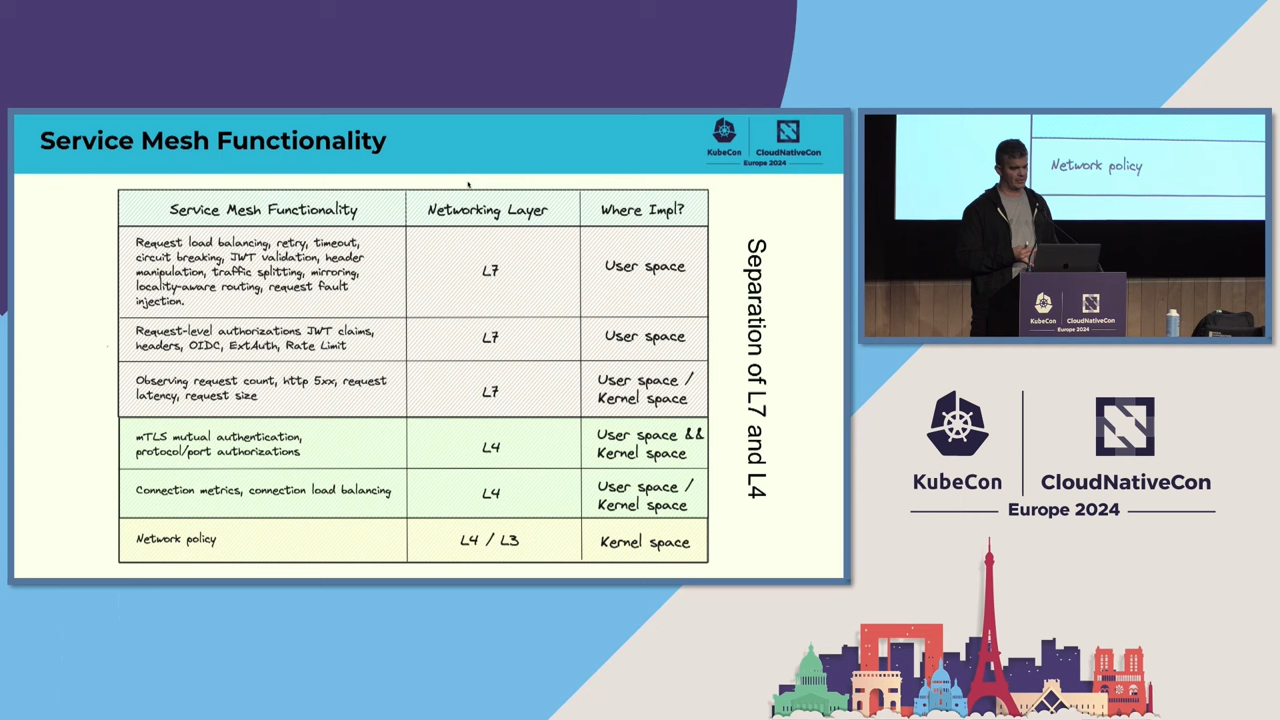 Service Mesh Functionality
KubeCon
CloudNativeCon
Europe 2024
Service Mesh Functionality
Networking Layer
Where Impl?
Request load balancing, retry, timeout,
circuit breaking, JWT validation, header
manipulation, traffic splitting, mirroring,
locality-aware routing, request fault
injection.
L7
User space
Request-level authorizations JWT claims,
headers, OIDC, ExtAuth, Rate Limit
L7
User space
Observing request count, http 5xx, request
latency, request size
L7
User space /
Kernel space
mTLS mutual authentication,
protocol/port authorizations
L4
User space &&
Kernel space
Connection metrics, connection load balancing
L4
User space /
Kernel space
Network policy
L4 / L3
Kernel space
Separation of L7 and L4
Network policy
KubeCon
CloudNativeCon
Europe 2024
KubeCon
CloudNativeCon
Europe 2024